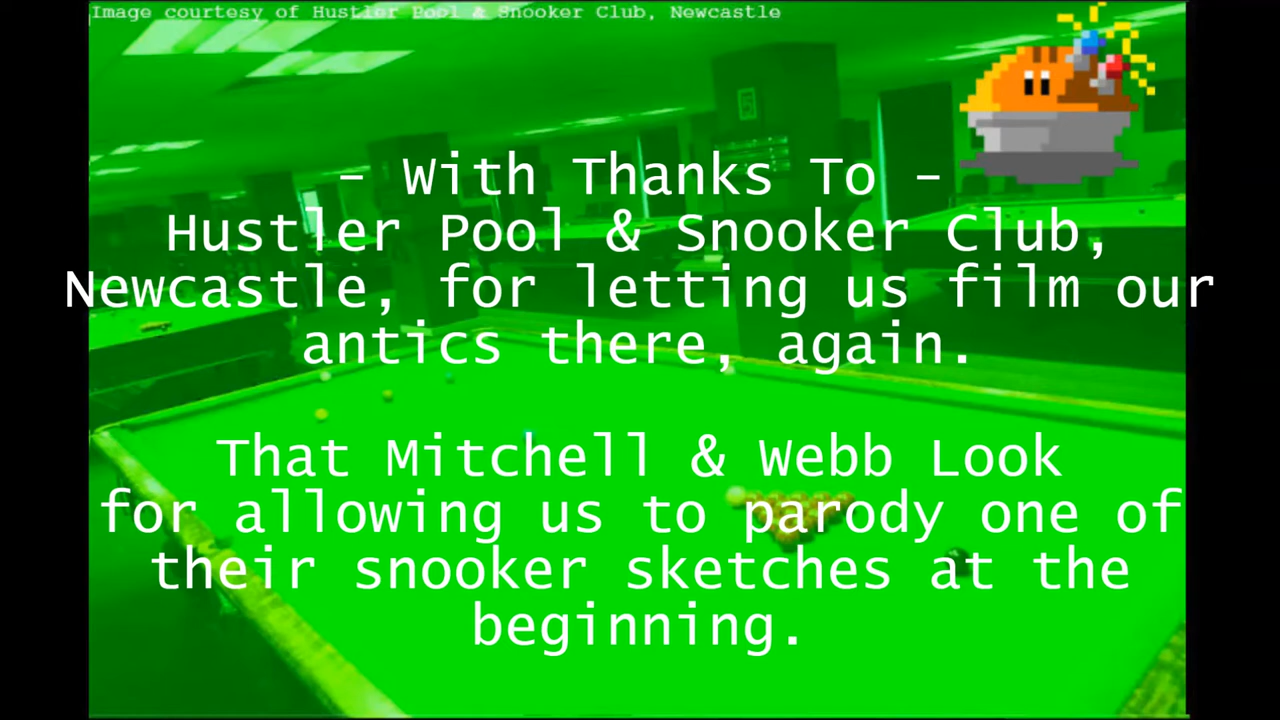 Image courtesy of Hustler Pool & Snooker Club, Newcastle
- With Thanks To -
Hustler Pool & Snooker Club,
Newcastle, for letting us film our
antics there, again.
That Mitchell & Webb Look
for allowing us to parody one of
their snooker sketches at the
beginning.